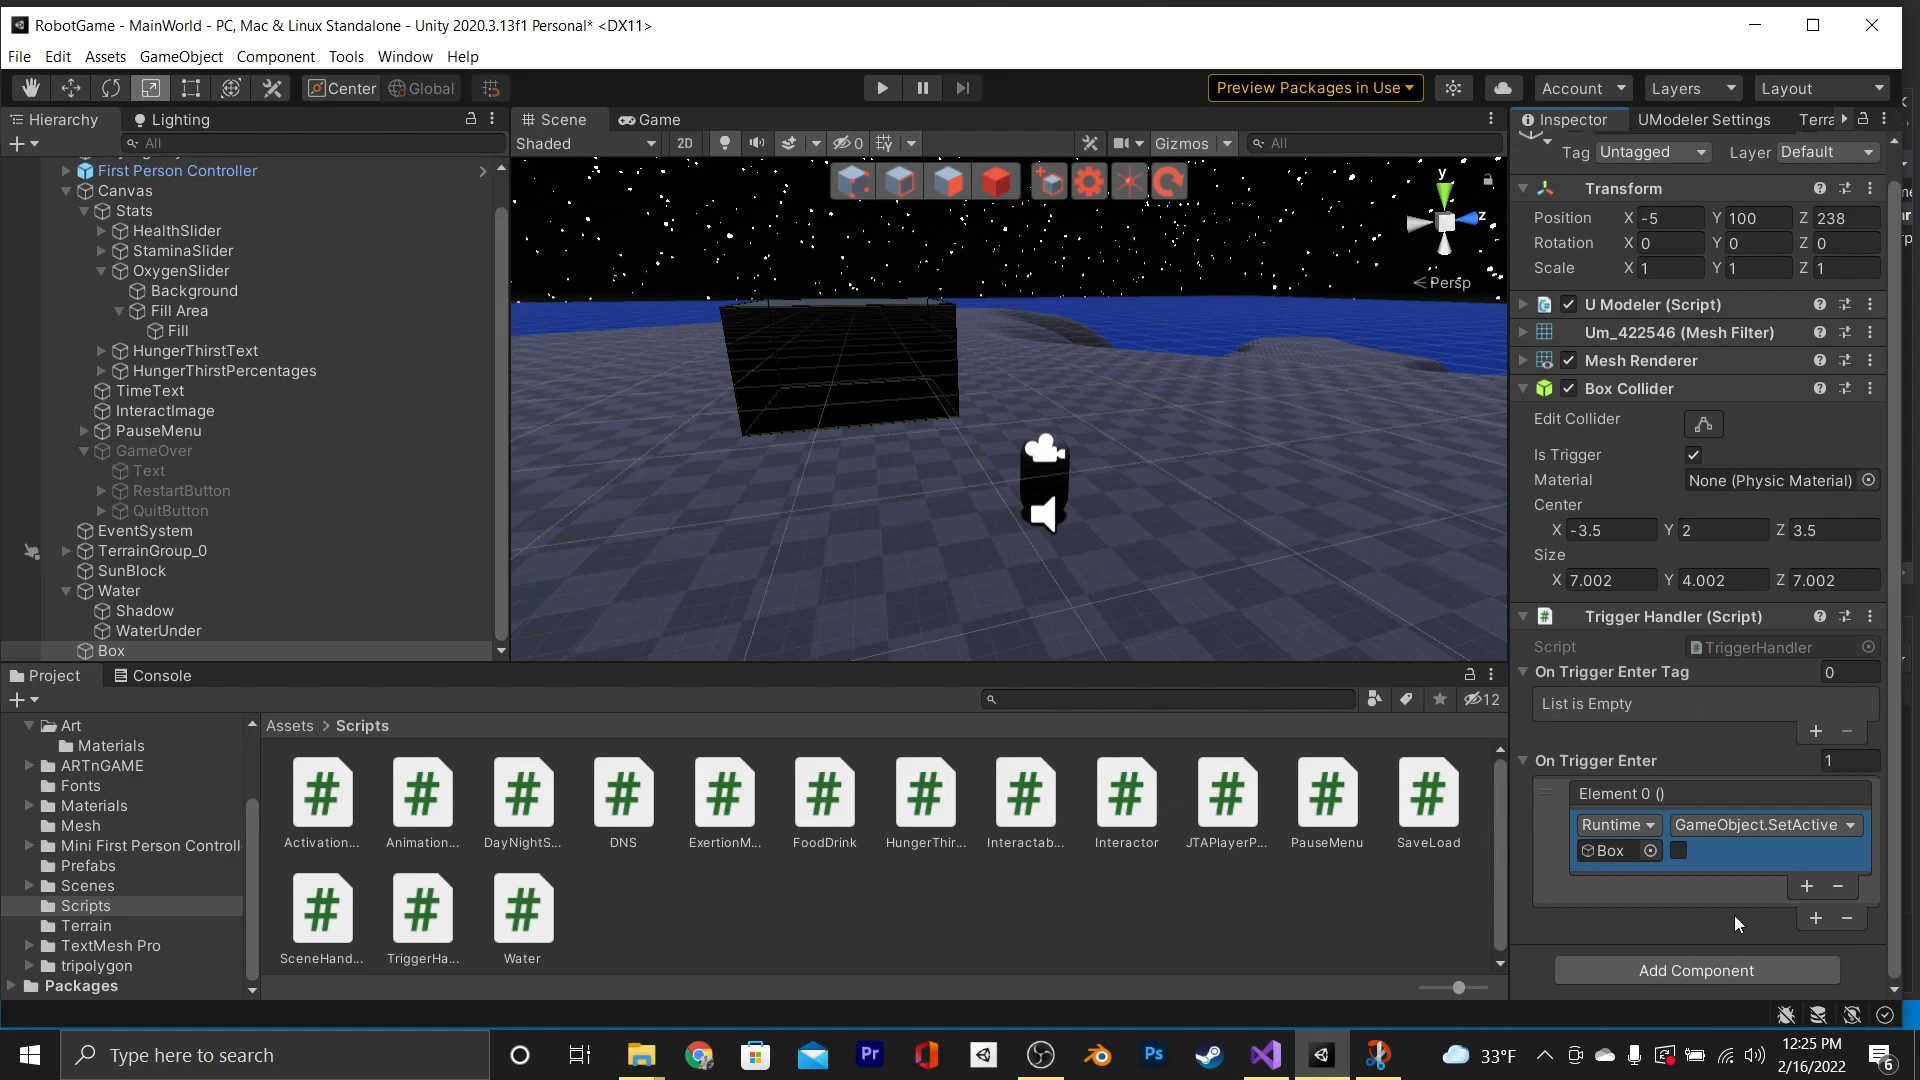 RobotGame - MainWorld - PC, Mac & Linux Standalone - Unity 2020.3.13f1 Personal* <DX11>
File Edit Assets GameObject Component Tools Window Help
Center Global
Preview Packages in Use
Account Layers Layout
Hierarchy Lighting
All
First Person Controller
Canvas
Stats
HealthSlider
StaminaSlider
OxygenSlider
Background
Fill Area
Fill
HungerThirstText
HungerThirstPercentages
TimeText
InteractImage
PauseMenu
GameOver
Text
RestartButton
QuitButton
EventSystem
TerrainGroup_0
SunBlock
Water
Shadow
WaterUnder
Box
Scene Game
Shaded 2D 0 Gizmos All
y
z
< Persp
Inspector UModeler Settings Terra
Tag Untagged Layer Default
Transform
Position X -5 Y 100 Z 238
Rotation X 0 Y 0 Z 0
Scale X 1 Y 1 Z 1
U Modeler (Script)
Um_422546 (Mesh Filter)
Mesh Renderer
Box Collider
Edit Collider
Is Trigger
Material None (Physic Material)
Center
X -3.5 Y 2 Z 3.5
Size
X 7.002 Y 4.002 Z 7.002
Trigger Handler (Script)
Script TriggerHandler
On Trigger Enter Tag 0
List is Empty
+ −
On Trigger Enter 1
Element 0 ()
Runtime GameObject.SetActive
Box
+ −
+ −
Add Component
Project Console
12
Art
Materials
ARTnGAME
Fonts
Materials
Mesh
Mini First Person Controll
Prefabs
Scenes
Scripts
Terrain
TextMesh Pro
tripolygon
Packages
Assets > Scripts
Activation... Animation... DayNightS... DNS ExertionM... FoodDrink HungerThir... Interactab... Interactor JTAPlayerP... PauseMenu SaveLoad
SceneHand... TriggerHa... Water
Type here to search
Pr
Ps
33°F
12:25 PM
2/16/2022
6